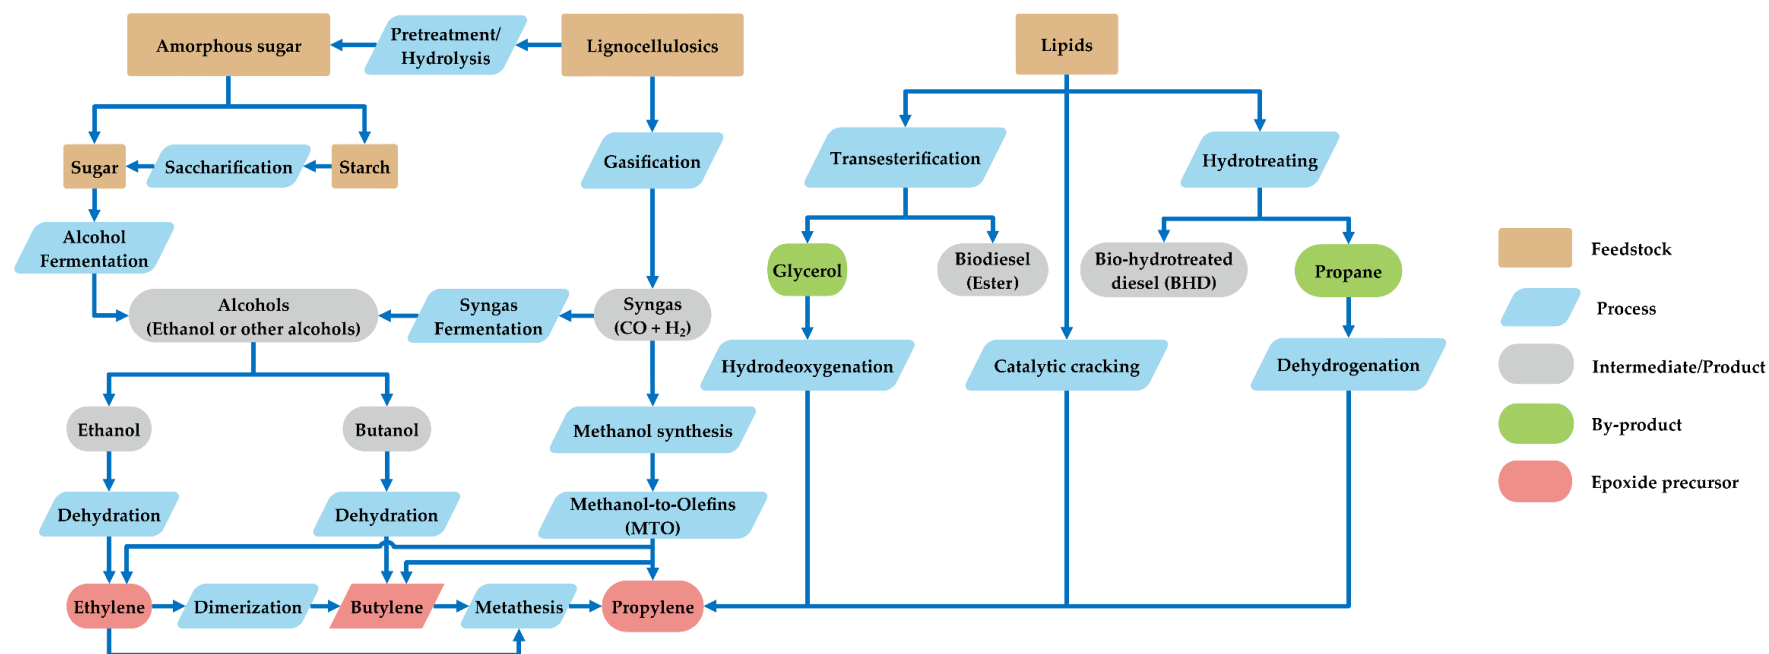 Amorphous sugar
Pretreatment/
Hydrolysis
Lignocellulosics
Lipids
Sugar
Saccharification
Starch
Gasification
Transesterification
Hydrotreating
Alcohol
Fermentation
Glycerol
Biodiesel
(Ester)
Bio-hydrotreated
diesel (BHD)
Propane
Alcohols
(Ethanol or other alcohols)
Syngas
Fermentation
Syngas
(CO + H₂)
Hydrodeoxygenation
Catalytic cracking
Dehydrogenation
Ethanol
Butanol
Methanol synthesis
Dehydration
Dehydration
Methanol-to-Olefins
(MTO)
Ethylene
Dimerization
Butylene
Metathesis
Propylene
Feedstock
Process
Intermediate/Product
By-product
Epoxide precursor